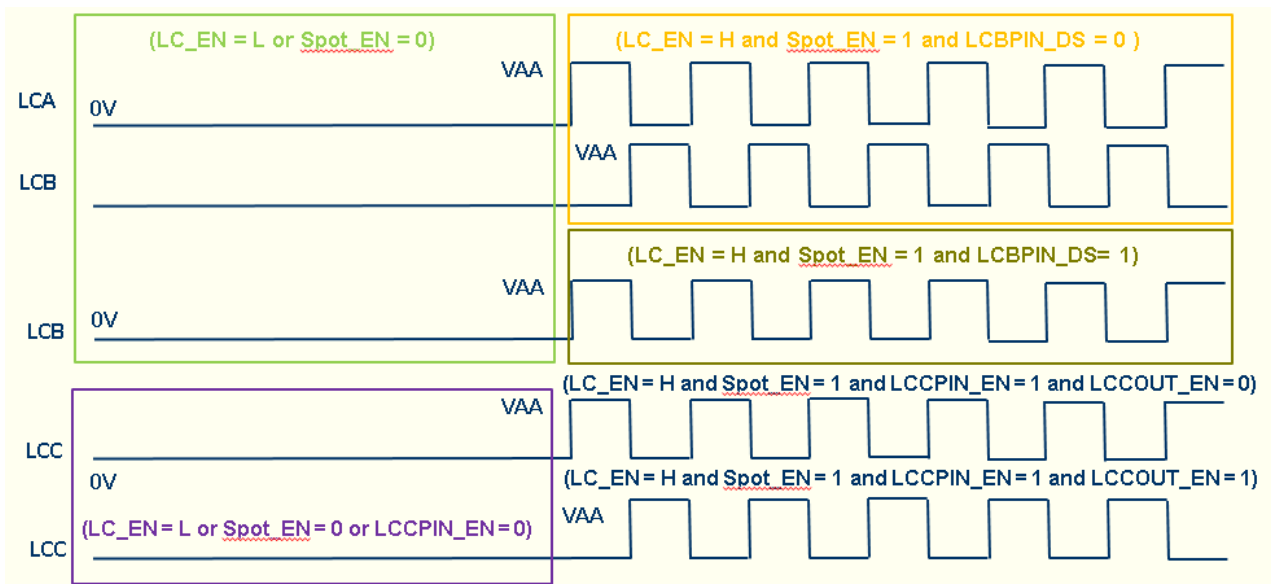 (LC_EN = L or Spot_EN = 0)
(LC_EN = H and Spot_EN = 1 and LCBPIN_DS = 0 )
VAA
LCA
0V
VAA
LCB
(LC_EN = H and Spot_EN = 1 and LCBPIN_DS= 1)
VAA
0V
LCB
(LC_EN = H and Spot_EN = 1 and LCCPIN_EN = 1 and LCCOUT_EN = 0)
VAA
LCC
0V
(LC_EN = H and Spot_EN = 1 and LCCPIN_EN = 1 and LCCOUT_EN = 1)
VAA
(LC_EN = L or Spot_EN = 0 or LCCPIN_EN = 0)
LCC